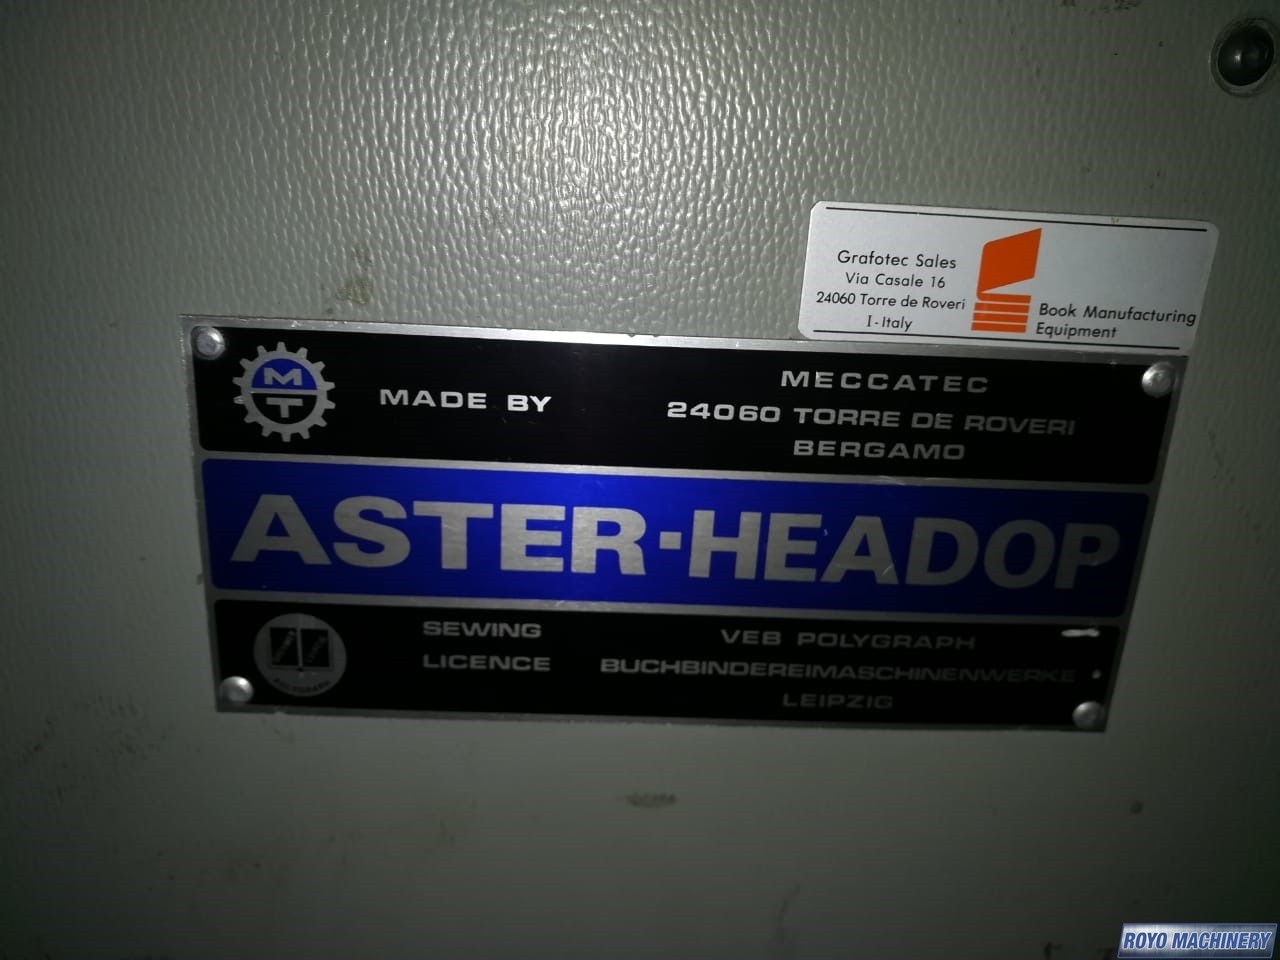 Grafotec Sales
Via Casale 16
24060 Torre de Roveri
I-Italy
Book Manufacturing
Equipment
MT
MADE BY
MECCATEC
24060 TORRE DE ROVERI
BERGAMO
ASTER-HEADOP
SEWING
LICENCE
VEB POLYGRAPH
BUCHBINDEREIMASCHINENWERKE
LEIPZIG
POLYGRAPH
ROYO MACHINERY